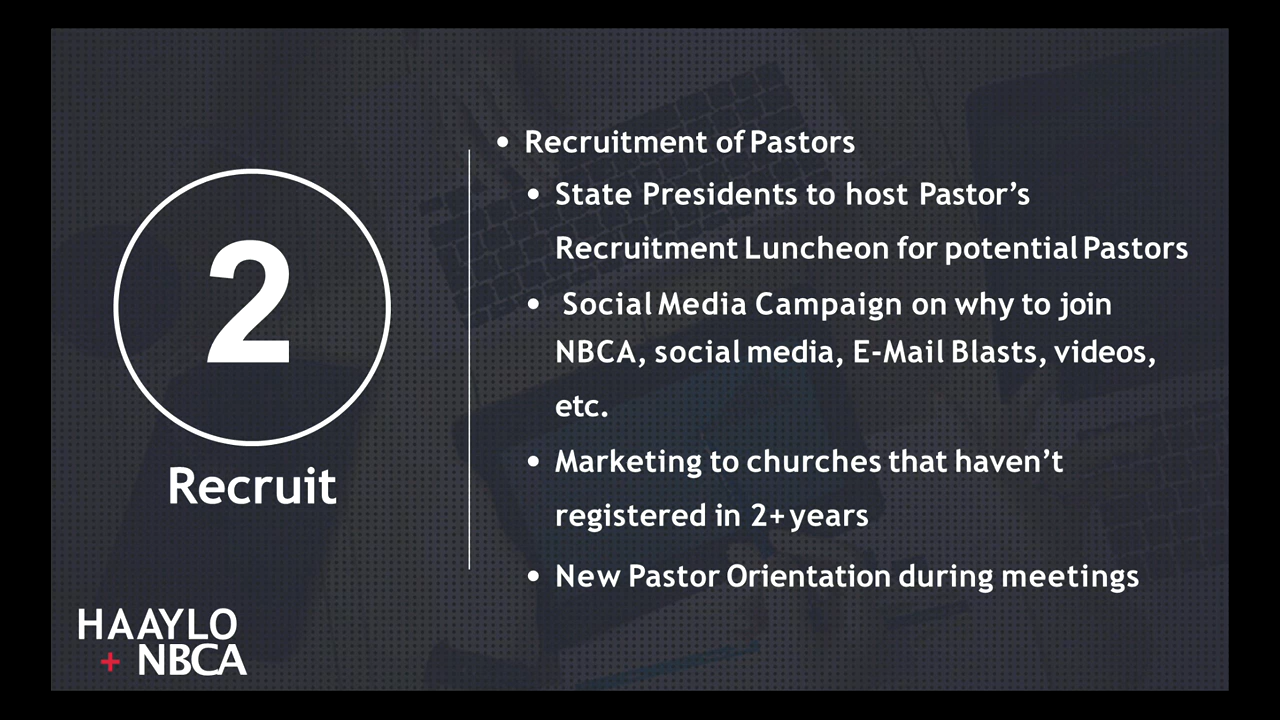 2
Recruit
• Recruitment of Pastors
• State Presidents to host Pastor’s
Recruitment Luncheon for potential Pastors
• Social Media Campaign on why to join
NBCA, social media, E-Mail Blasts, videos,
etc.
• Marketing to churches that haven’t
registered in 2+ years
• New Pastor Orientation during meetings
HAAYLO
+ NBCA